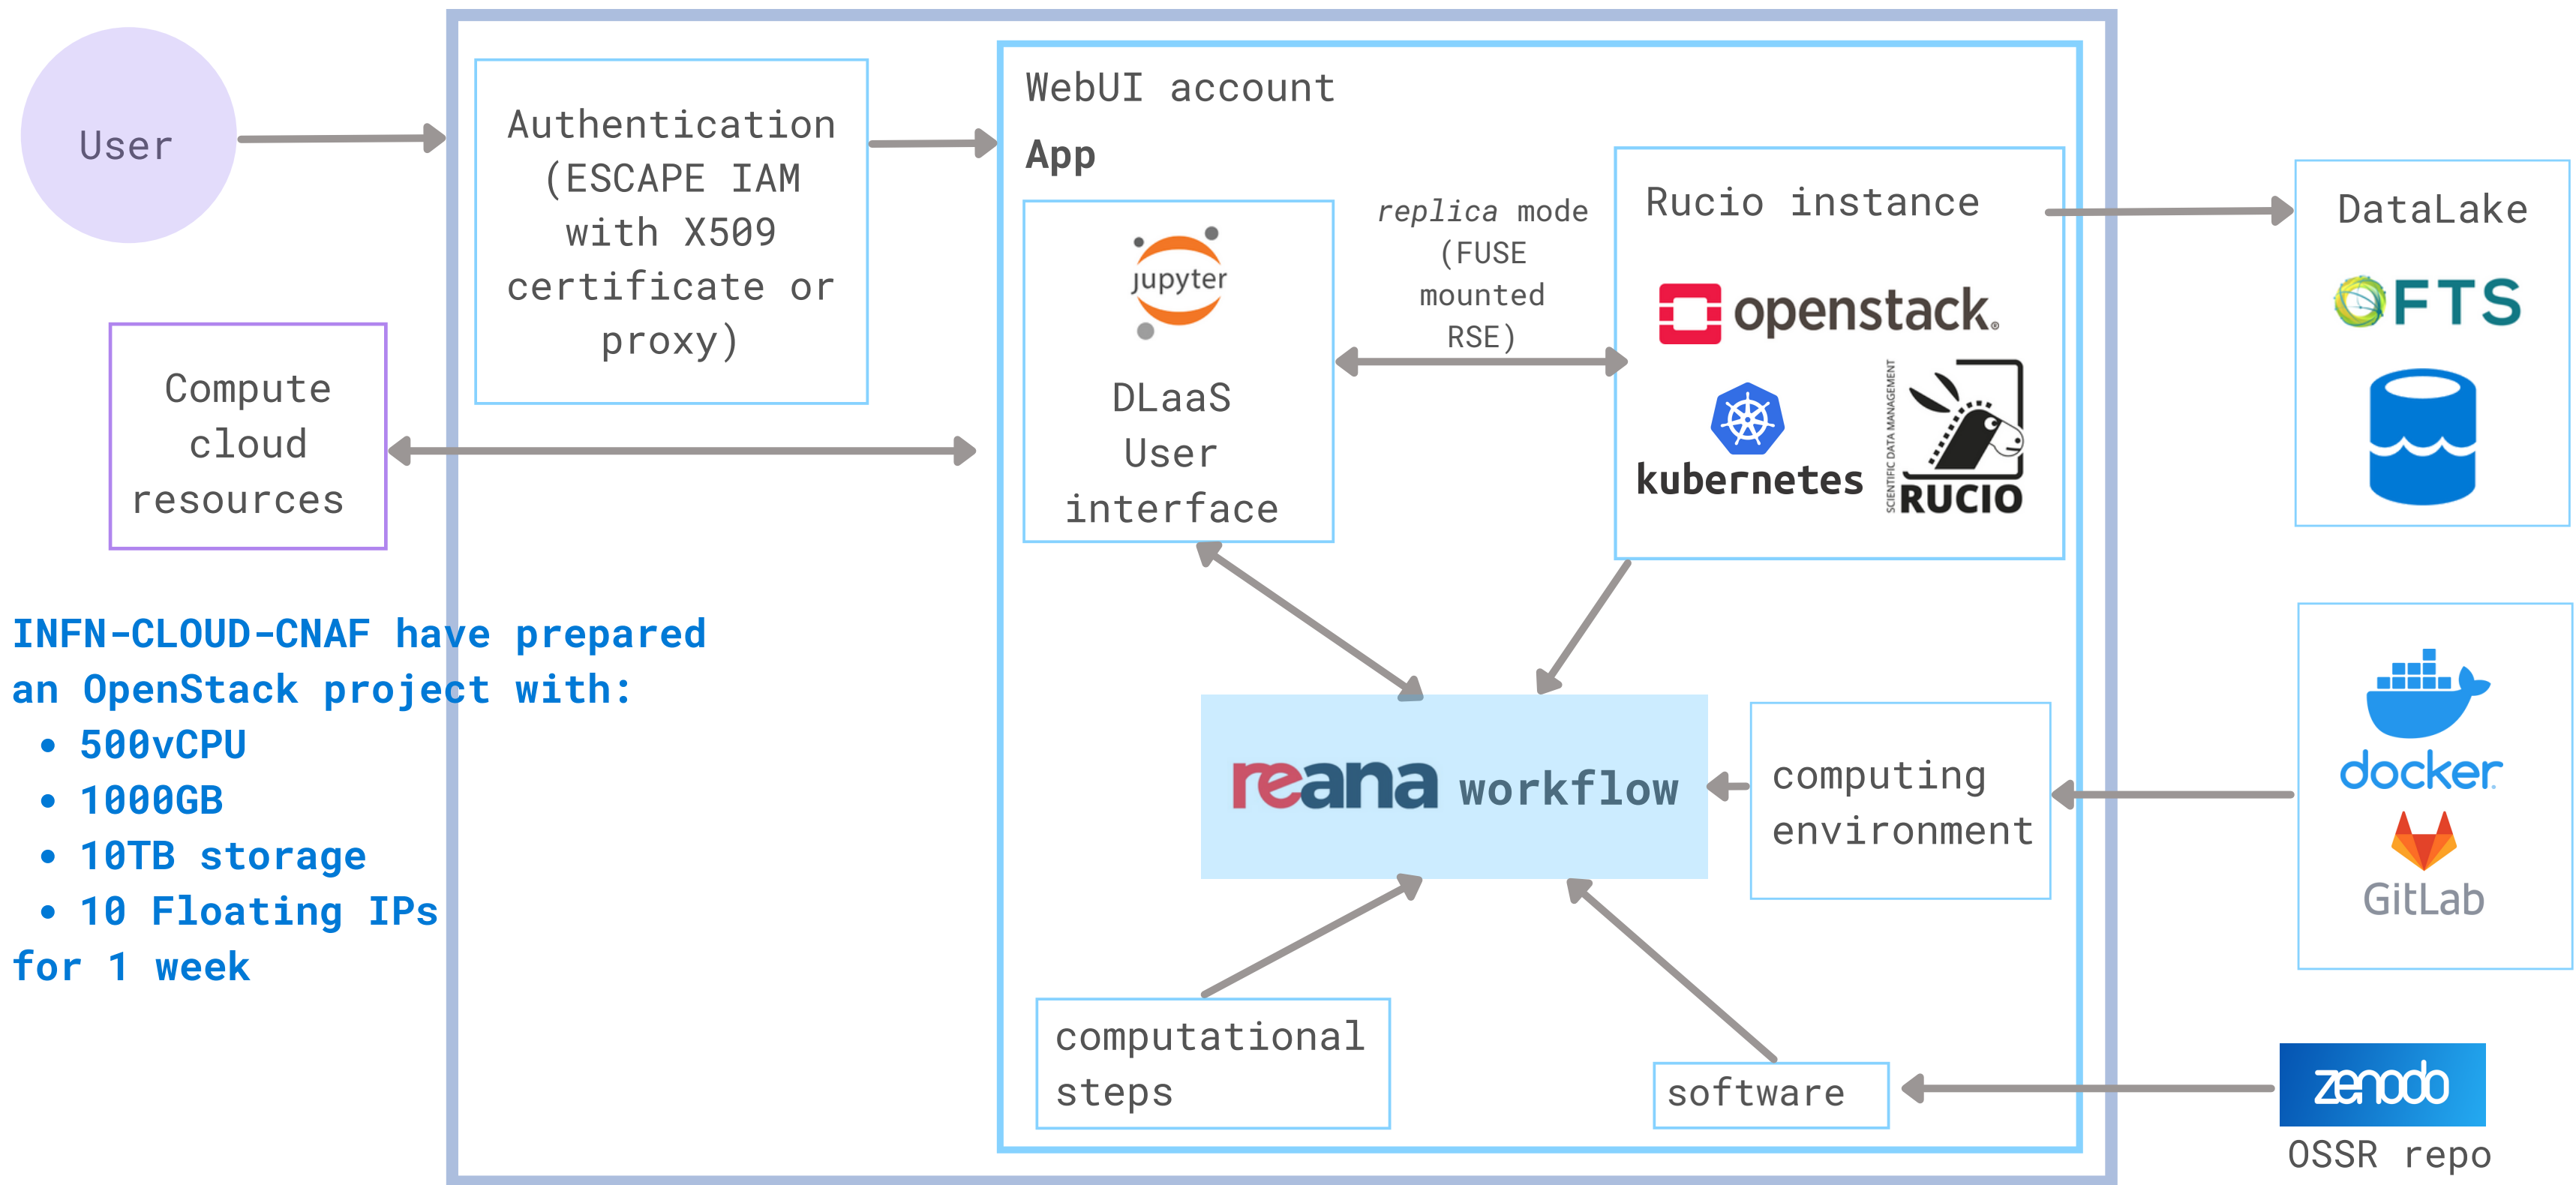 User
Authentication
(ESCAPE IAM
with X509
certificate or
proxy)
Compute
cloud
resources
INFN-CLOUD-CNAF have prepared
an OpenStack project with:
• 500vCPU
• 1000GB
• 10TB storage
• 10 Floating IPs
for 1 week
WebUI account
App
jupyter
DLaaS
User
interface
replica mode
(FUSE
mounted
RSE)
Rucio instance
openstack.
kubernetes
SCIENTIFIC DATA MANAGEMENT
RUCIO
DataLake
FTS
reana workflow
computing
environment
docker
GitLab
computational
steps
software
zenodo
OSSR repo